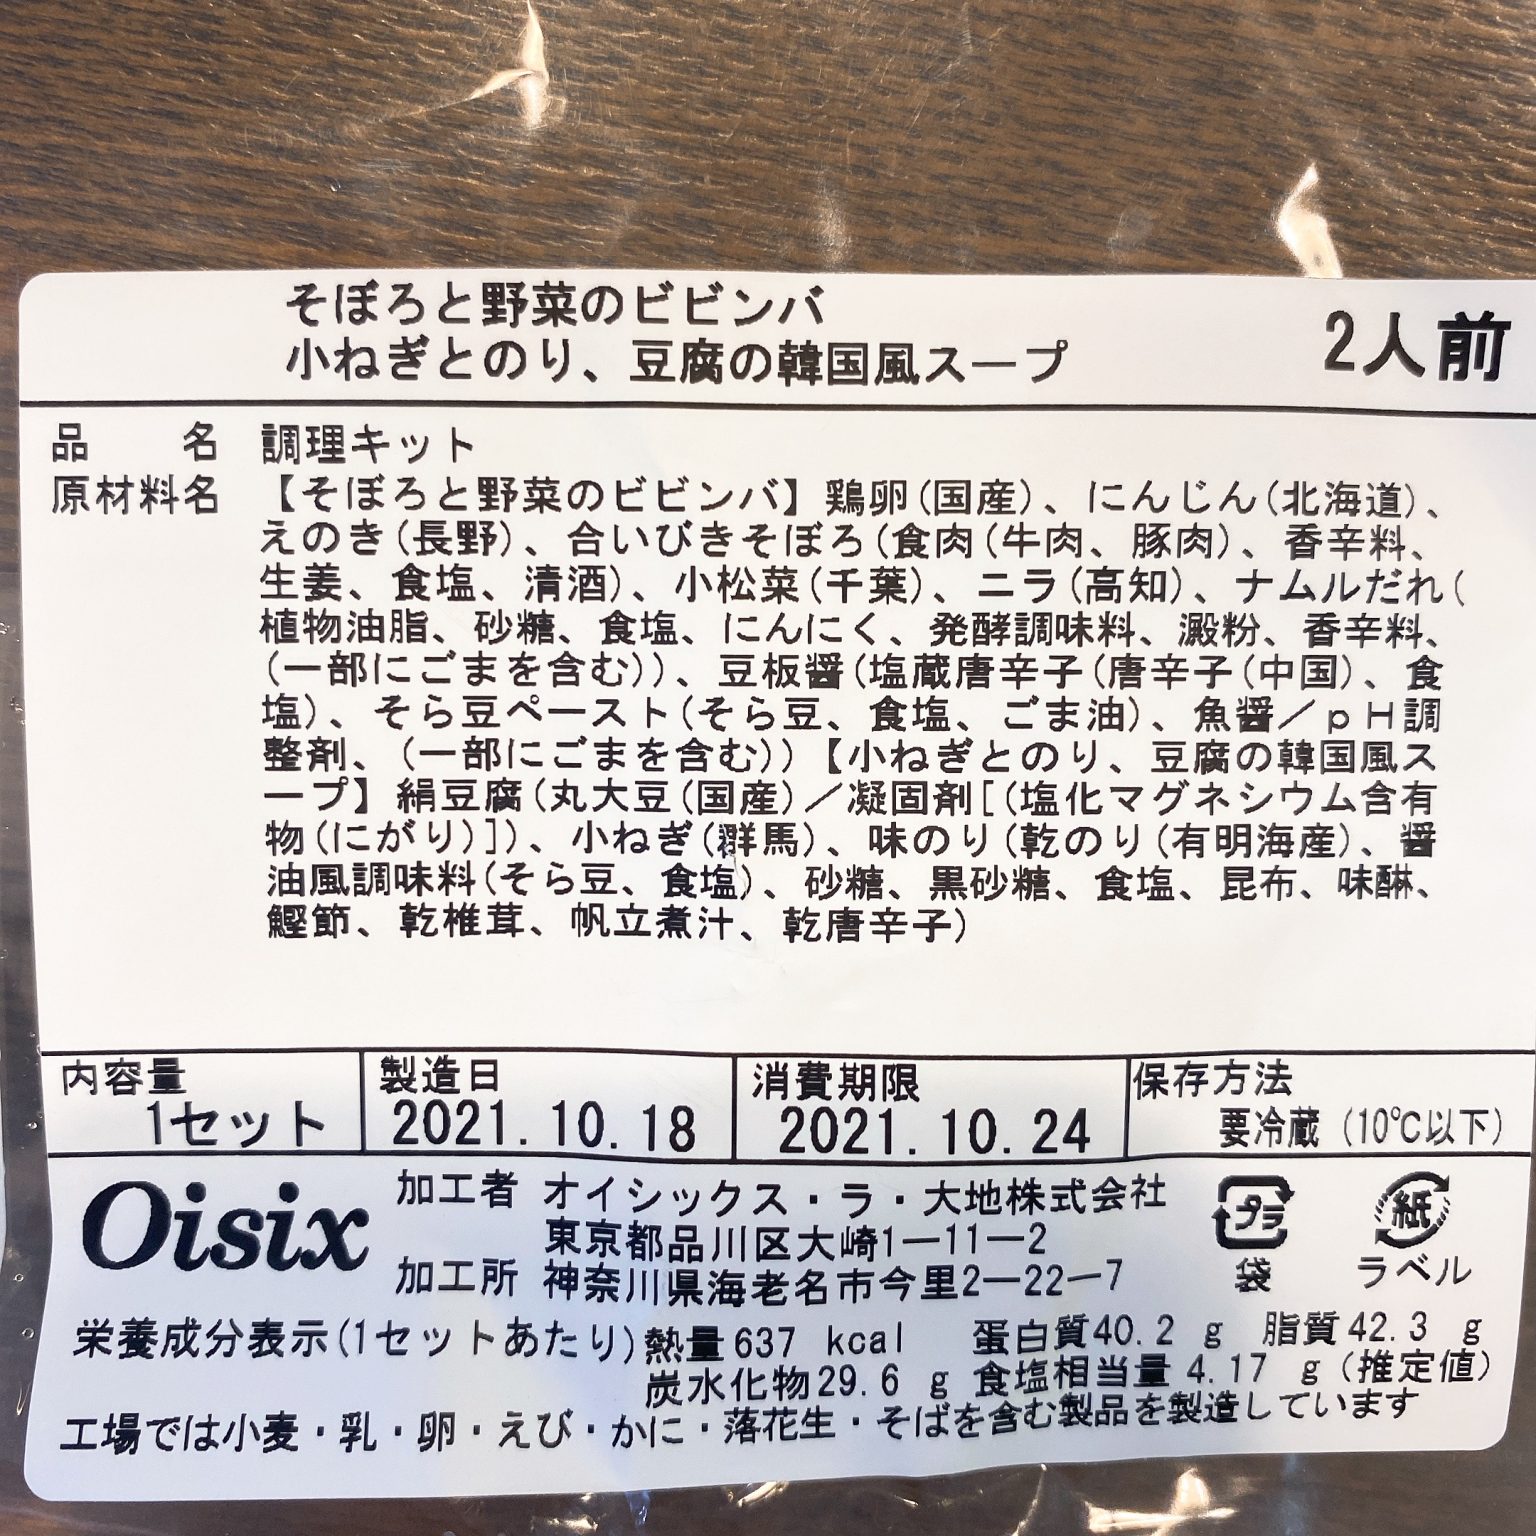 そぼろと野菜のビビンバ
小ねぎとのり、豆腐の韓国風スープ
2人前
品名 調理キット
原材料名 【そぼろと野菜のビビンバ】鶏卵(国産)、にんじん(北海道)、
えのき(長野)、合いびきそぼろ(食肉(牛肉、豚肉)、香辛料、
生姜、食塩、清酒)、小松菜(千葉)、ニラ(高知)、ナムルだれ(
植物油脂、砂糖、食塩、にんにく、発酵調味料、澱粉、香辛料、
(一部にごまを含む))、豆板醤(塩蔵唐辛子(唐辛子(中国)、食
塩)、そら豆ペースト(そら豆、食塩、ごま油)、魚醤/pH調
整剤、(一部にごまを含む))【小ねぎとのり、豆腐の韓国風ス
ープ】絹豆腐(丸大豆(国産)/凝固剤[(塩化マグネシウム含有
物(にがり)])、小ねぎ(群馬)、味のり(乾のり(有明海産)、醤
油風調味料(そら豆、食塩)、砂糖、黒砂糖、食塩、昆布、味醂、
鰹節、乾椎茸、帆立煮汁、乾唐辛子)
内容量 製造日 消費期限 保存方法
1セット 2021.10.18 2021.10.24 要冷蔵(10℃以下)
Oisix
加工者 オイシックス・ラ・大地株式会社
東京都品川区大崎1―11―2
加工所 神奈川県海老名市今里2―22―7
プラ 紙
袋 ラベル
栄養成分表示(1セットあたり)熱量637 kcal 蛋白質40.2 g 脂質42.3 g
炭水化物29.6 g 食塩相当量 4.17 g(推定値)
工場では小麦・乳・卵・えび・かに・落花生・そばを含む製品を製造しています